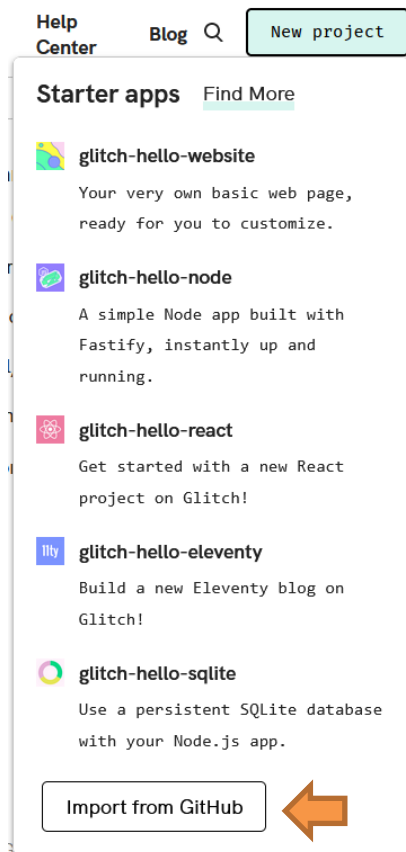 Help
Center
Blog
New project
Starter apps Find More
glitch-hello-website
Your very own basic web page,
ready for you to customize.
glitch-hello-node
A simple Node app built with
Fastify, instantly up and
running.
glitch-hello-react
Get started with a new React
project on Glitch!
11ty
glitch-hello-eleventy
Build a new Eleventy blog on
Glitch!
glitch-hello-sqlite
Use a persistent SQLite database
with your Node.js app.
Import from GitHub